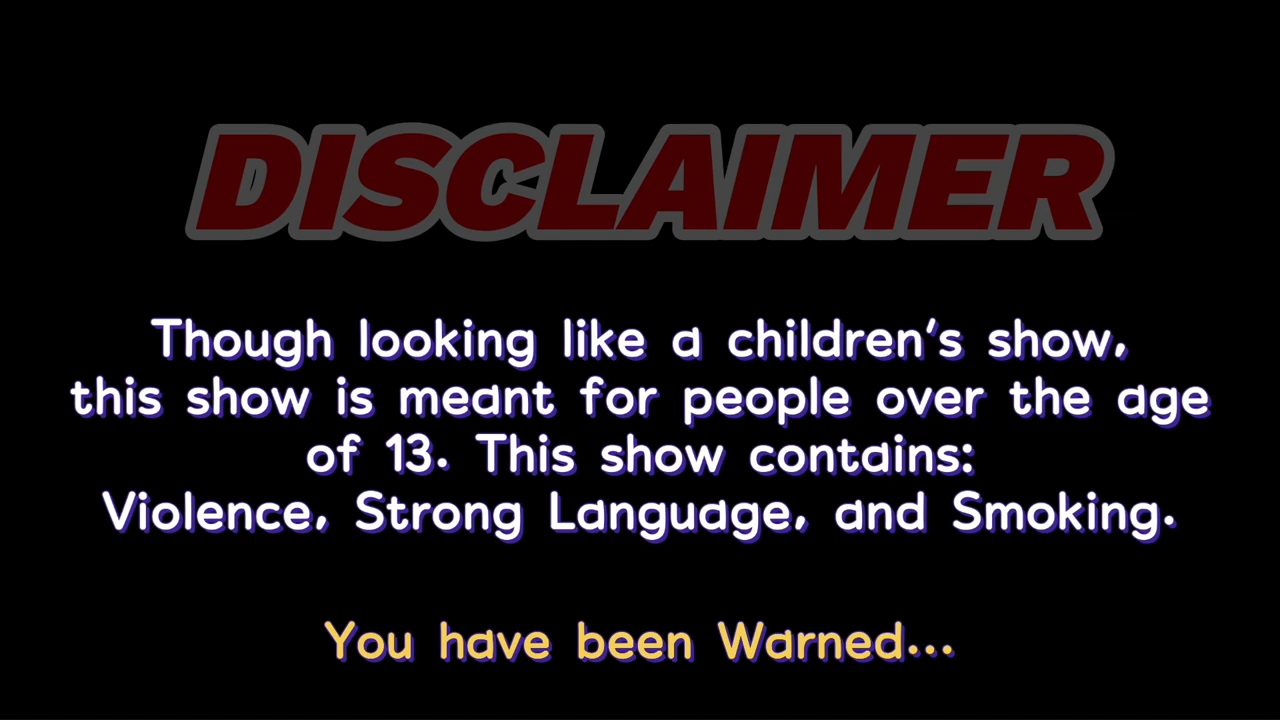 DISCLAIMER
Though looking like a children's show,
this show is meant for people over the age
of 13. This show contains:
Violence, Strong Language, and Smoking.
You have been Warned...